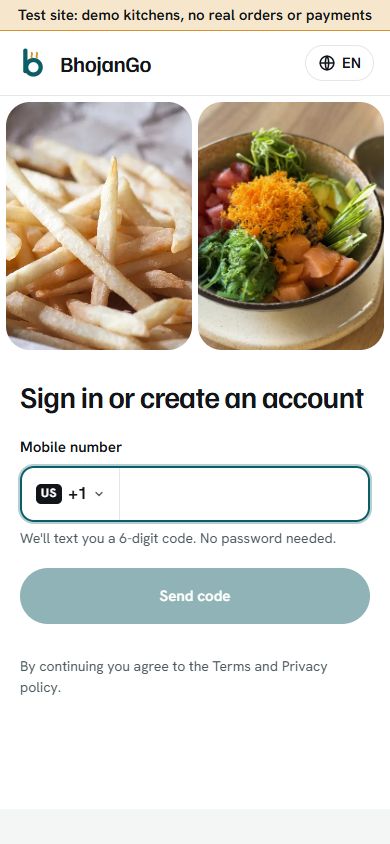 Test site: demo kitchens, no real orders or payments
BhojanGo
EN
Sign in or create an account
Mobile number
US +1
We'll text you a 6-digit code. No password needed.
Send code
By continuing you agree to the Terms and Privacy
policy.